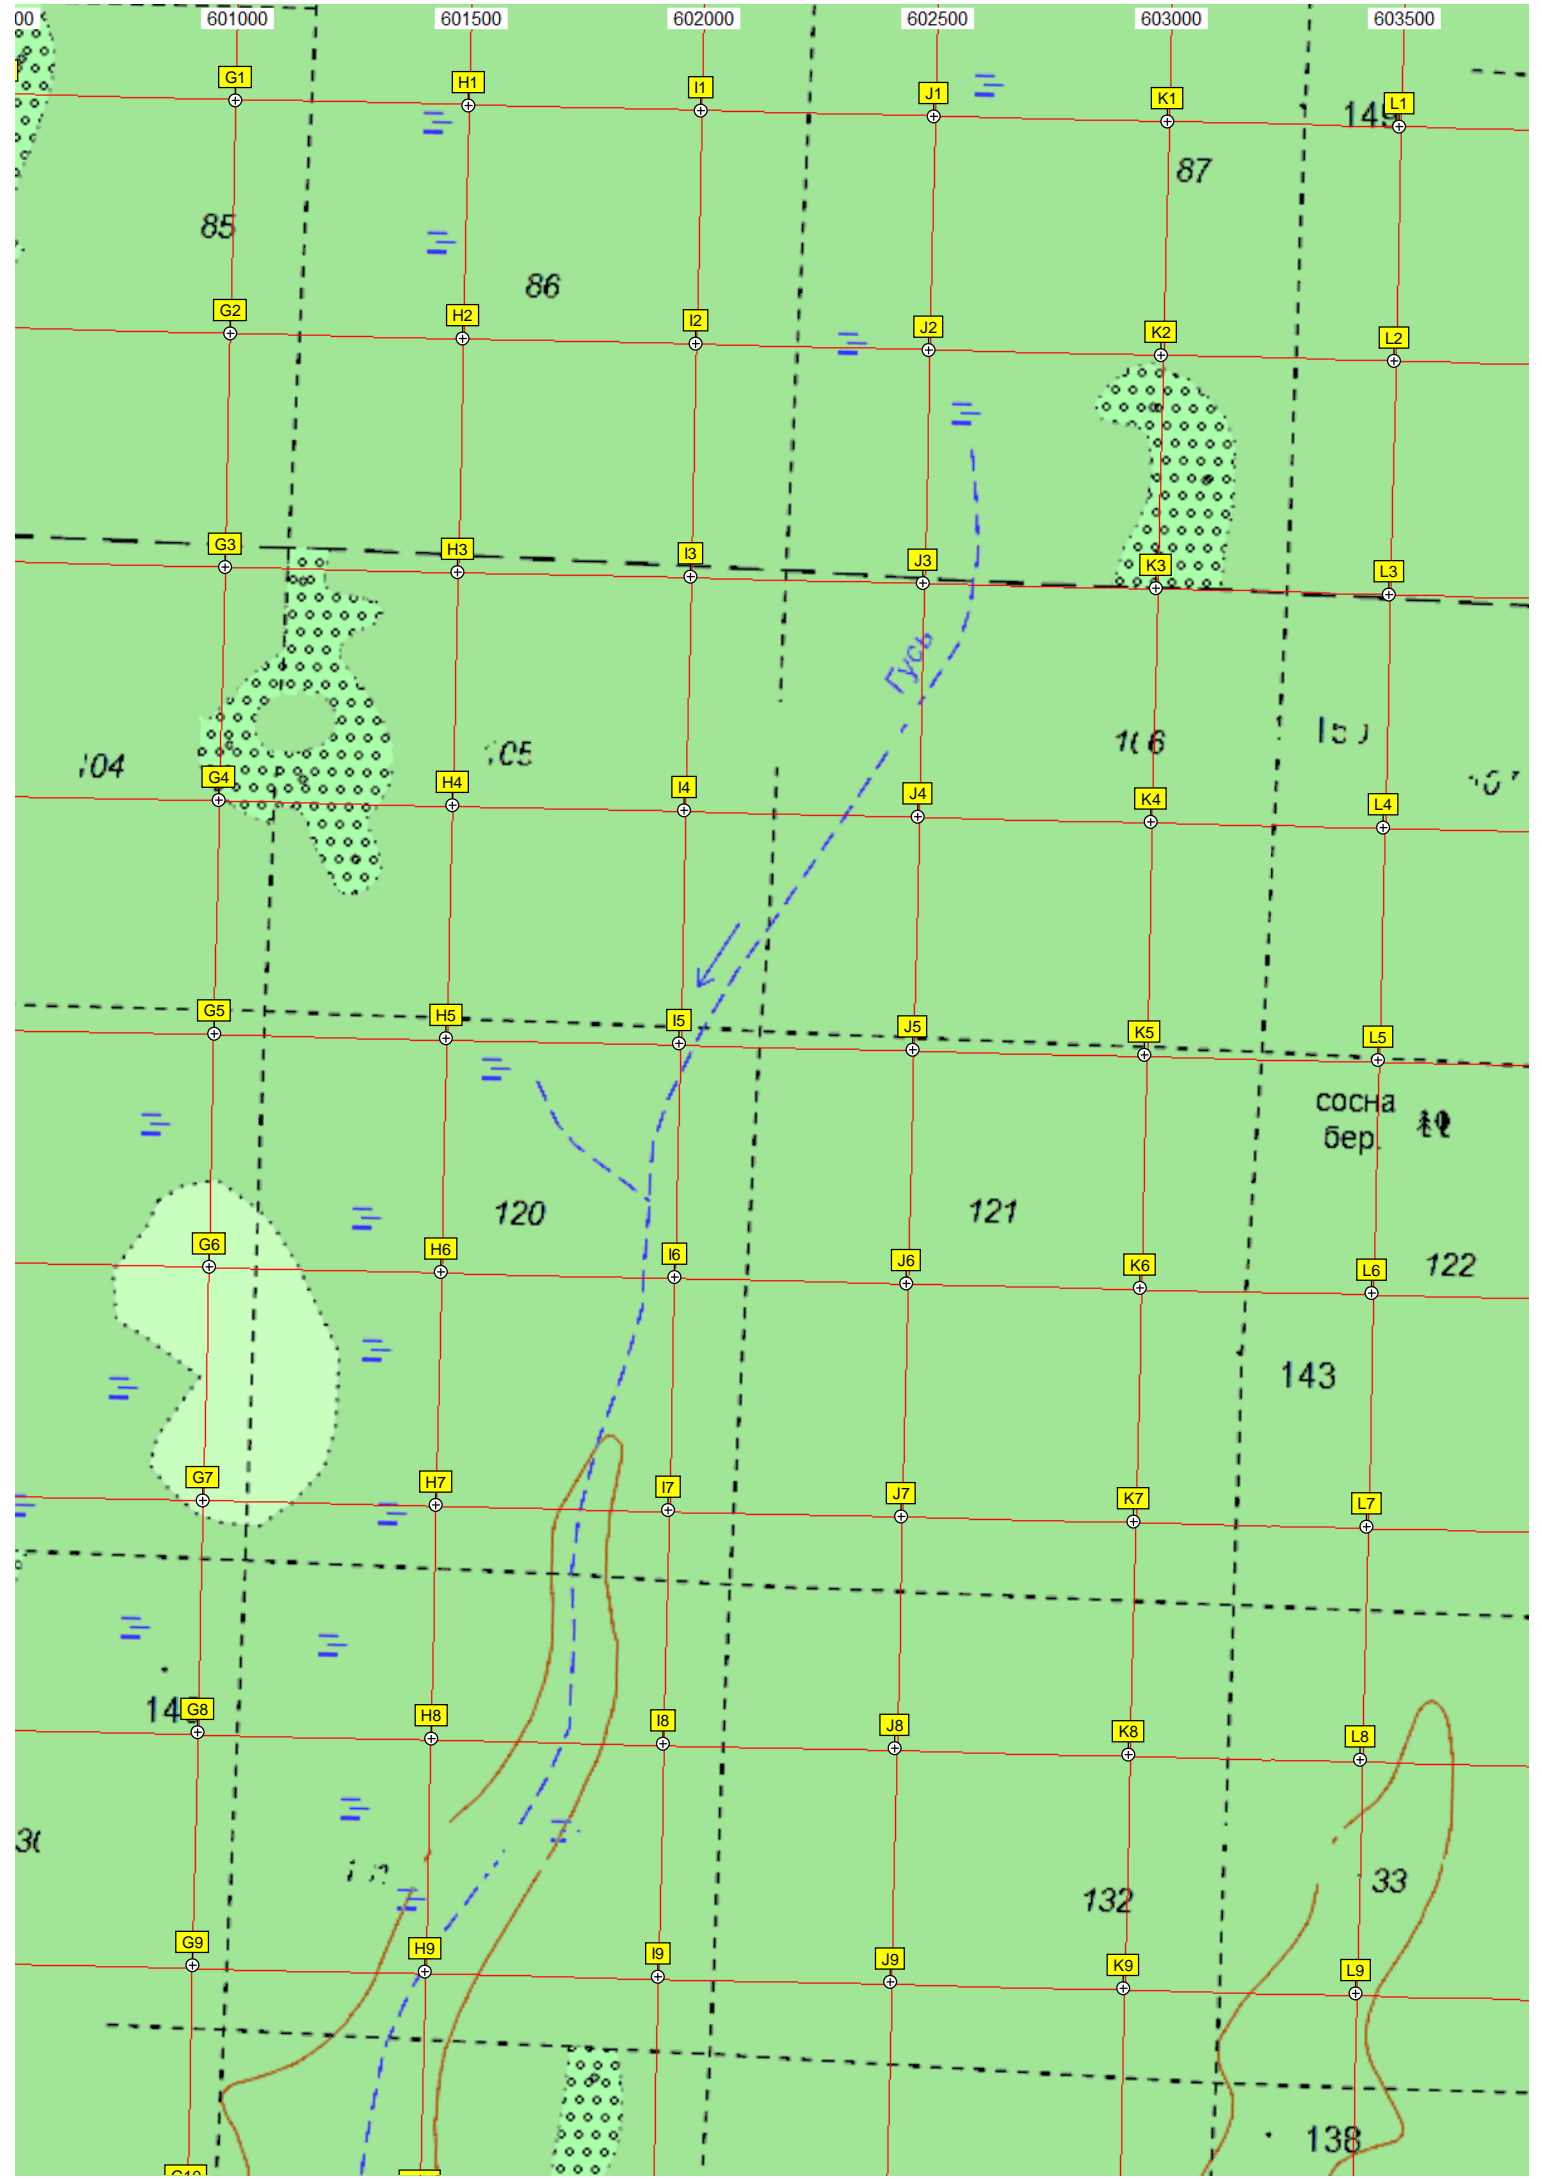 601000 601500 602000 602500 603000 603500
G1 H1 I1 J1 K1 L1
87
85
86
G2 H2 I2 J2 K2 L2
G3 H3 I3 J3 K3 L3
Гусь
106
104
105
G4 H4 I4 J4 K4 L4
G5 H5 I5 J5 K5 L5
сосна
бер.
120 121
G6 H6 I6 J6 K6 L6
122
143
G7 H7 I7 J7 K7 L7
G8 H8 I8 J8 K8 L8
33
132
G9 H9 I9 J9 K9 L9
138